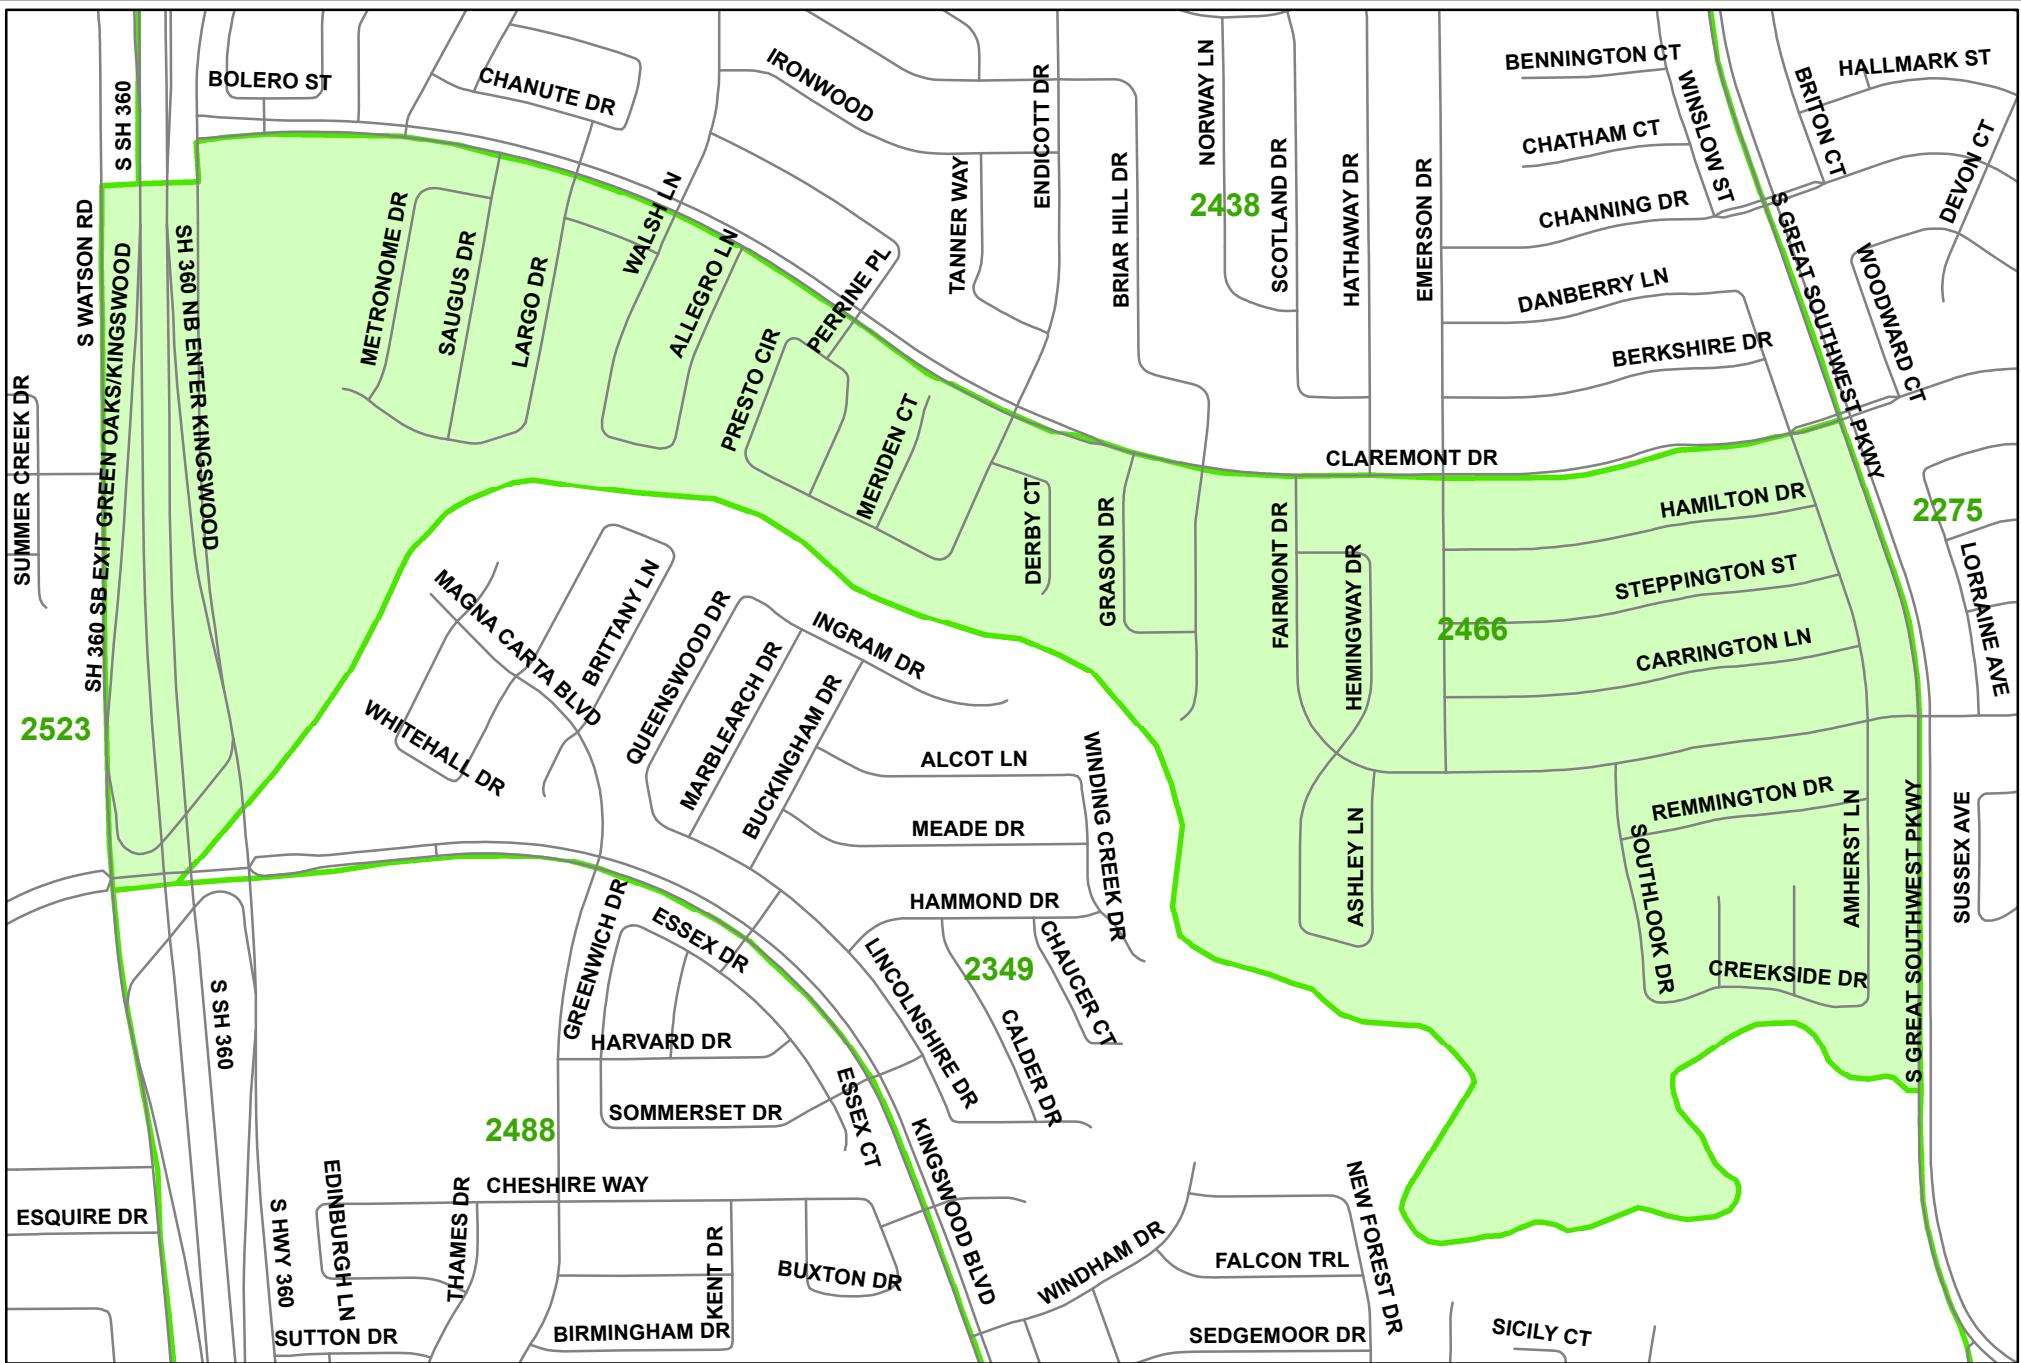 BOLERO ST
CHANUTE DR
IRONWOOD
ENDICOTT DR
NORWAY LN
BENNINGTON CT
HALLMARK ST
BRITON CT
WINSLOW ST
S SH 360
CHATHAM CT
DEVON CT
TANNER WAY
BRIAR HILL DR
SCOTLAND DR
HATHAWAY DR
EMERSON DR
2438
CHANNING DR
S WATSON RD
SH 360 NB ENTER KINGSWOOD
SH 360 SB EXIT GREEN OAKS/KINGSWOOD
METRONOME DR
SAUGUS DR
LARGO DR
WALSH LN
ALLEGRO LN
PERRINE PL
PRESTO CIR
MERIDEN CT
S GREAT SOUTHWEST PKWY
WOODWARD CT
DANBERRY LN
BERKSHIRE DR
SUMMER CREEK DR
CLAREMONT DR
DERBY CT
GRASON DR
FAIRMONT DR
HEMINGWAY DR
HAMILTON DR
2275
STEPPINGTON ST
LORRAINE AVE
2466
CARRINGTON LN
MAGNA CARTA BLVD
BRITTANY LN
QUEENSWOOD DR
INGRAM DR
MARBLEARCH DR
BUCKINGHAM DR
WHITEHALL DR
2523
ALCOT LN
WINDING CREEK DR
MEADE DR
ASHLEY LN
REMMINGTON DR
SOUTHLOOK DR
AMHERST LN
S GREAT SOUTHWEST PKWY
SUSSEX AVE
HAMMOND DR
GREENWICH DR
ESSEX DR
LINCOLNSHIRE DR
2349
CHAUCER CT
CREEKSIDE DR
S SH 360
HARVARD DR
CALDER DR
ESSEX CT
SOMMERSET DR
2488
KINGSWOOD BLVD
CHESHIRE WAY
ESQUIRE DR
S HWY 360
EDINBURGH LN
THAMES DR
KENT DR
BUXTON DR
WINDHAM DR
NEW FOREST DR
FALCON TRL
SUTTON DR
BIRMINGHAM DR
SEDGEMOOR DR
SICILY CT